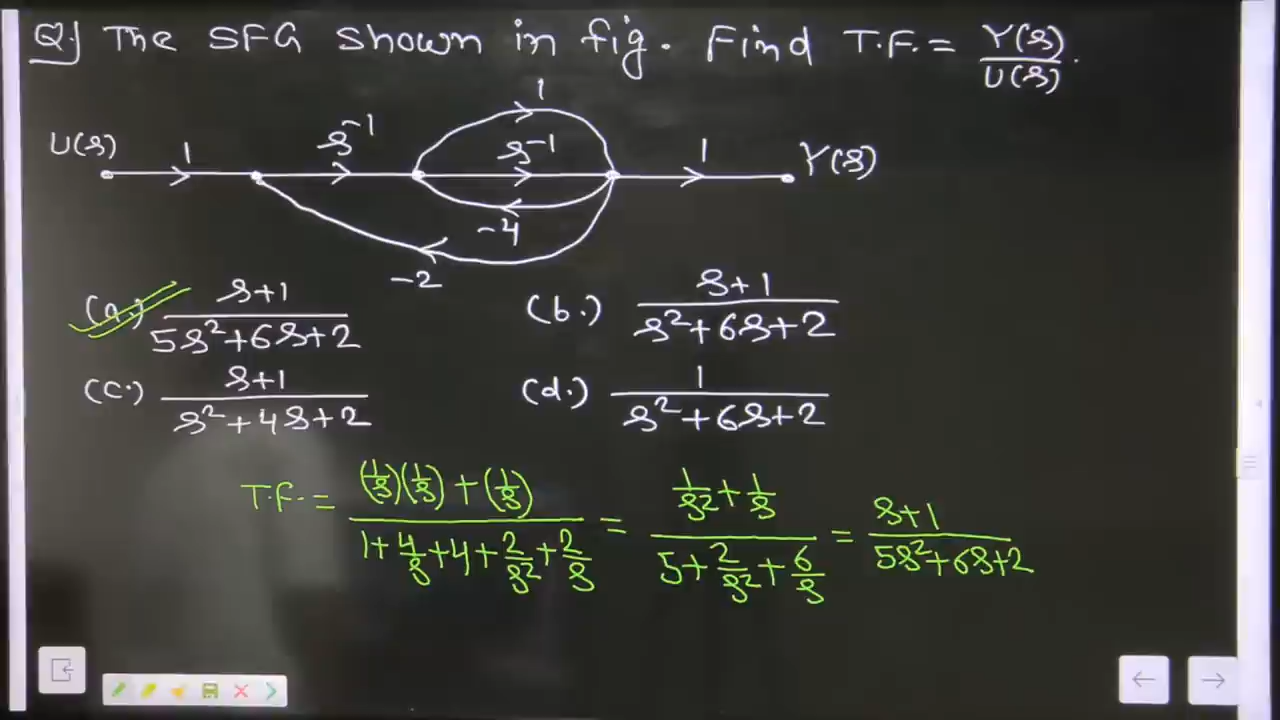 Q.) The SFG shown in fig. Find T.F. = Y(s)/U(s).
1
U(s) 1 s⁻¹ s⁻¹ 1 Y(s)
-4
-2
(a.) s+1/5s²+6s+2 (b.) s+1/s²+6s+2
(c.) s+1/s²+4s+2 (d.) 1/s²+6s+2
T.F. = (1/s)(1/s)+(1/s)/1+4/s+4+2/s²+2/s = 1/s²+1/s/5+2/s²+6/s = s+1/5s²+6s+2